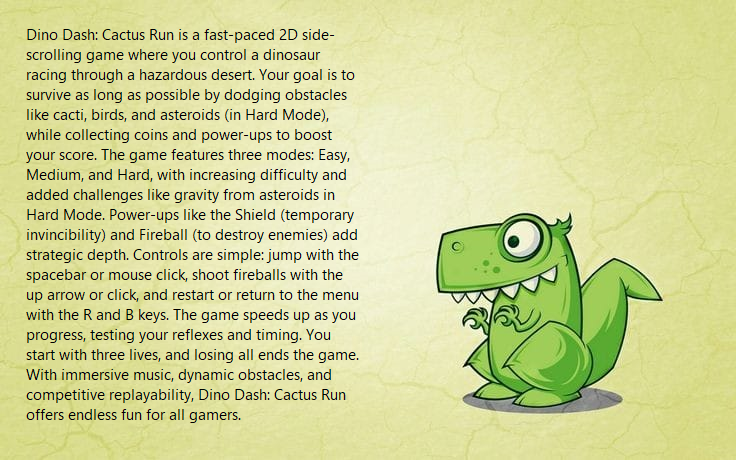 Dino Dash: Cactus Run is a fast-paced 2D side-
scrolling game where you control a dinosaur
racing through a hazardous desert. Your goal is to
survive as long as possible by dodging obstacles
like cacti, birds, and asteroids (in Hard Mode),
while collecting coins and power-ups to boost
your score. The game features three modes: Easy,
Medium, and Hard, with increasing difficulty and
added challenges like gravity from asteroids in
Hard Mode. Power-ups like the Shield (temporary
invincibility) and Fireball (to destroy enemies) add
strategic depth. Controls are simple: jump with the
spacebar or mouse click, shoot fireballs with the
up arrow or click, and restart or return to the menu
with the R and B keys. The game speeds up as you
progress, testing your reflexes and timing. You
start with three lives, and losing all ends the game.
With immersive music, dynamic obstacles, and
competitive replayability, Dino Dash: Cactus Run
offers endless fun for all gamers.